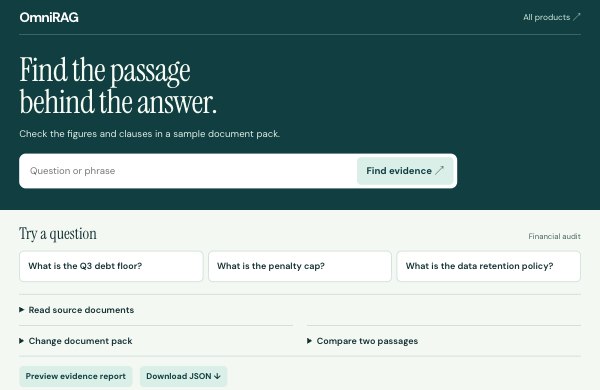 OmniRAG
All products ↗
Find the passage
behind the answer.
Check the figures and clauses in a sample document pack.
Question or phrase
Find evidence ↗
Try a question
Financial audit
What is the Q3 debt floor?
What is the penalty cap?
What is the data retention policy?
▶ Read source documents
▶ Change document pack
▶ Compare two passages
Preview evidence report
Download JSON ↓